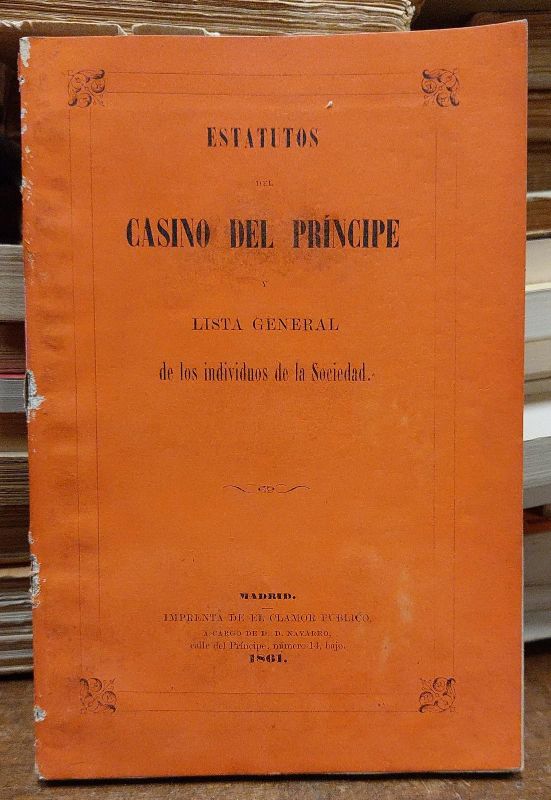 ESTATUTOS
DEL
CASINO DEL PRÍNCIPE
Y
LISTA GENERAL
de los individuos de la Sociedad.
MADRID.
IMPRENTA DE EL CLAMOR PUBLICO,
A CARGO DE D. D. NAVARRO,
calle del Príncipe, número 14, bajo.
1861.